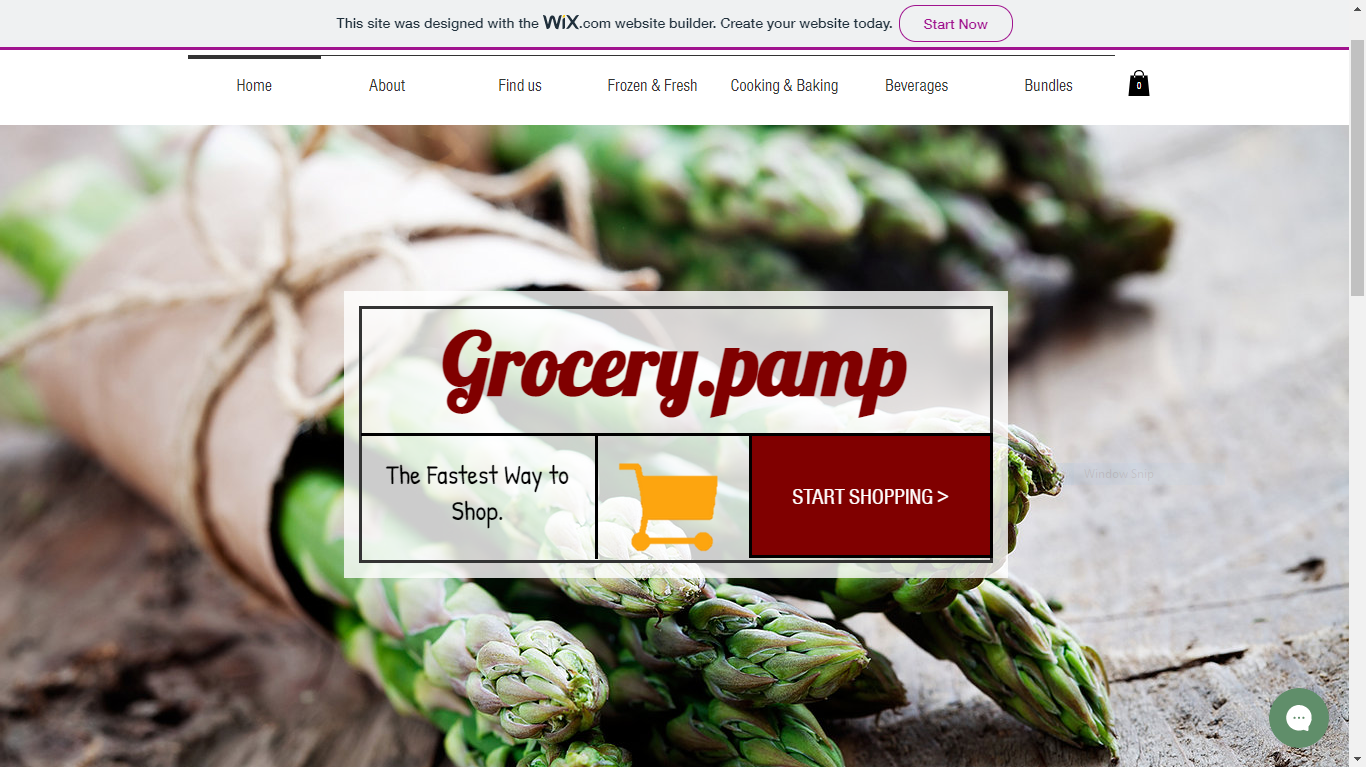 This site was designed with the WiX.com website builder. Create your website today. Start Now
Home About Find us Frozen & Fresh Cooking & Baking Beverages Bundles 0
Grocery.pamp
The Fastest Way to
Shop.
START SHOPPING >
Window Snip